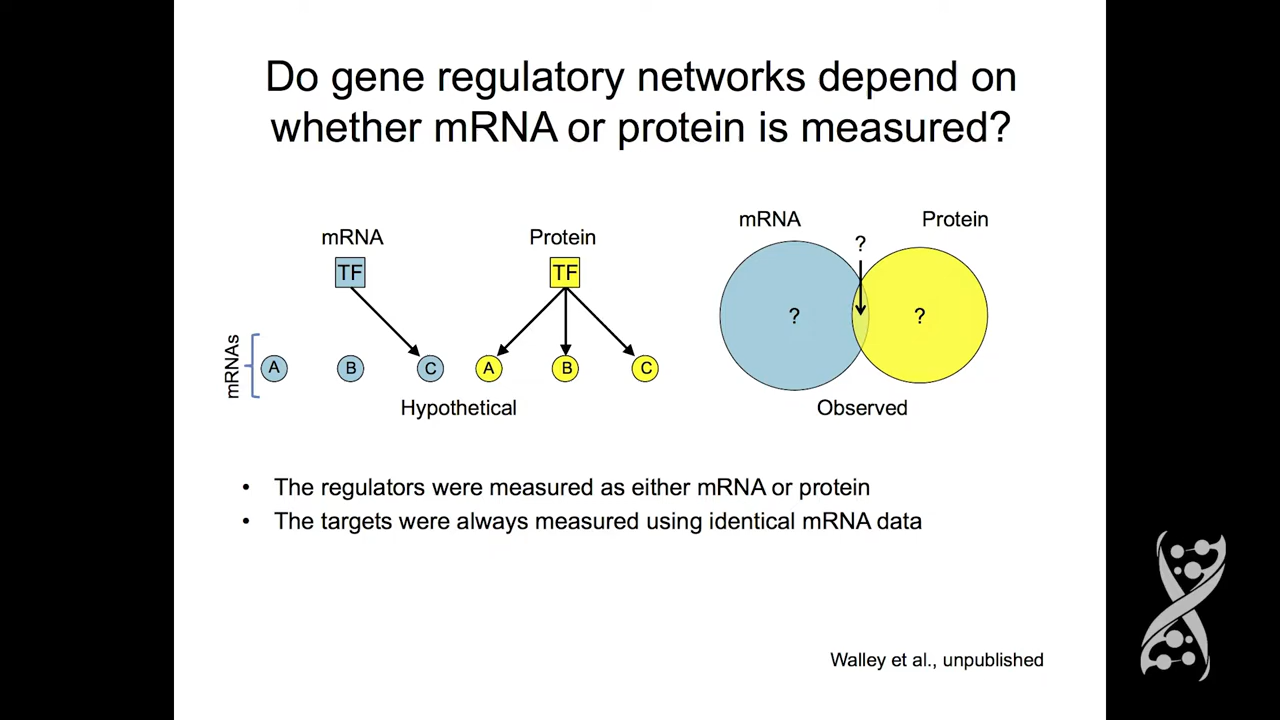 Do gene regulatory networks depend on
whether mRNA or protein is measured?
mRNA
Protein
TF
TF
mRNAs
A
B
C
A
B
C
Hypothetical
mRNA
Protein
?
?
?
Observed
• The regulators were measured as either mRNA or protein
• The targets were always measured using identical mRNA data
Walley et al., unpublished